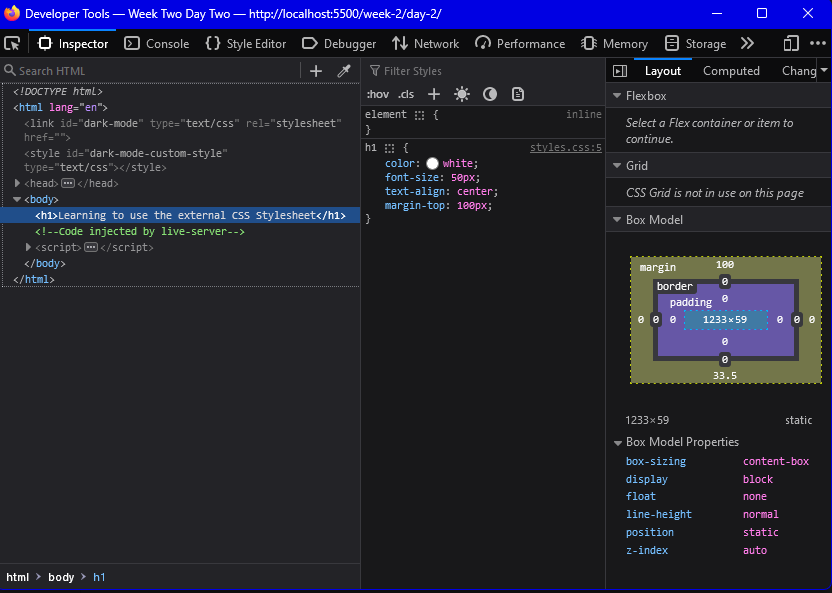 Developer Tools — Week Two Day Two — http://localhost:5500/week-2/day-2/
Inspector Console Style Editor Debugger Network Performance Memory Storage
Search HTML
<!DOCTYPE html>
<html lang="en">
<link id="dark-mode" type="text/css" rel="stylesheet"
href="">
<style id="dark-mode-custom-style"
type="text/css"></style>
<head>⋯</head>
<body>
<h1>Learning to use the external CSS Stylesheet</h1>
<!--Code injected by live-server-->
<script>⋯</script>
</body>
</html>
html > body > h1
Filter Styles
:hov .cls
element { inline
}
h1 { styles.css:5
color: white;
font-size: 50px;
text-align: center;
margin-top: 100px;
}
Layout Computed Chang
Flexbox
Select a Flex container or item to
continue.
Grid
CSS Grid is not in use on this page
Box Model
margin 100
border 0
padding 0
0 0 0 1233×59 0 0 0
0
0
33.5
1233×59 static
Box Model Properties
box-sizing content-box
display block
float none
line-height normal
position static
z-index auto